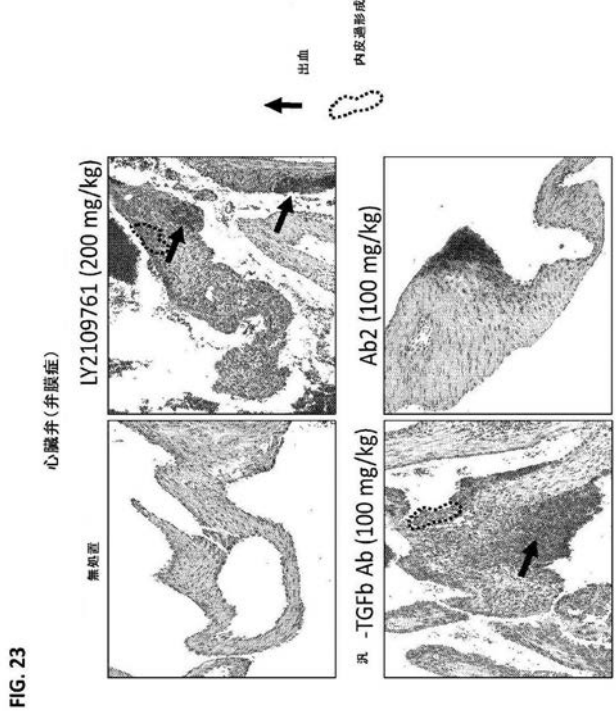 FIG. 23
心臓弁(弁膜症)
無処置
LY2109761 (200 mg/kg)
汎 -TGFb Ab (100 mg/kg)
Ab2 (100 mg/kg)
出血
内皮過形成